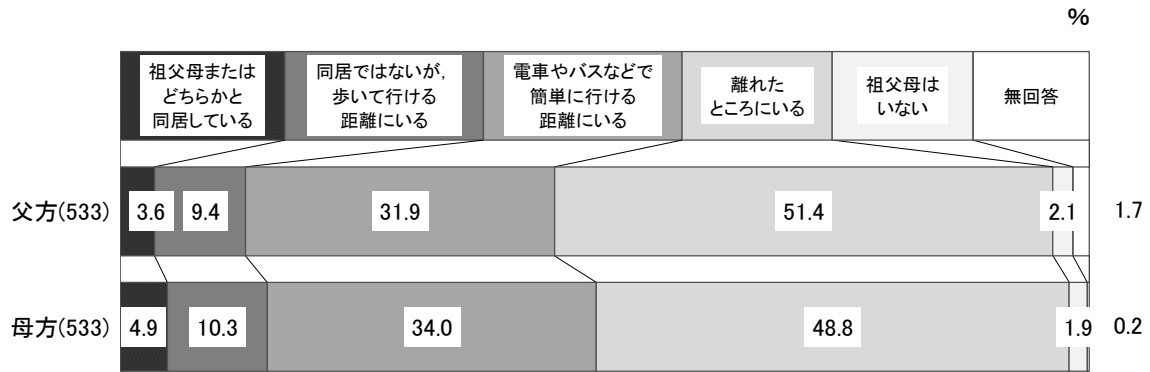 %
祖父母または
どちらかと
同居している
同居ではないが,
歩いて行ける
距離にいる
電車やバスなどで
簡単に行ける
距離にいる
離れた
ところにいる
祖父母は
いない
無回答
父方(533) 3.6 9.4 31.9 51.4 2.1 1.7
母方(533) 4.9 10.3 34.0 48.8 1.9 0.2